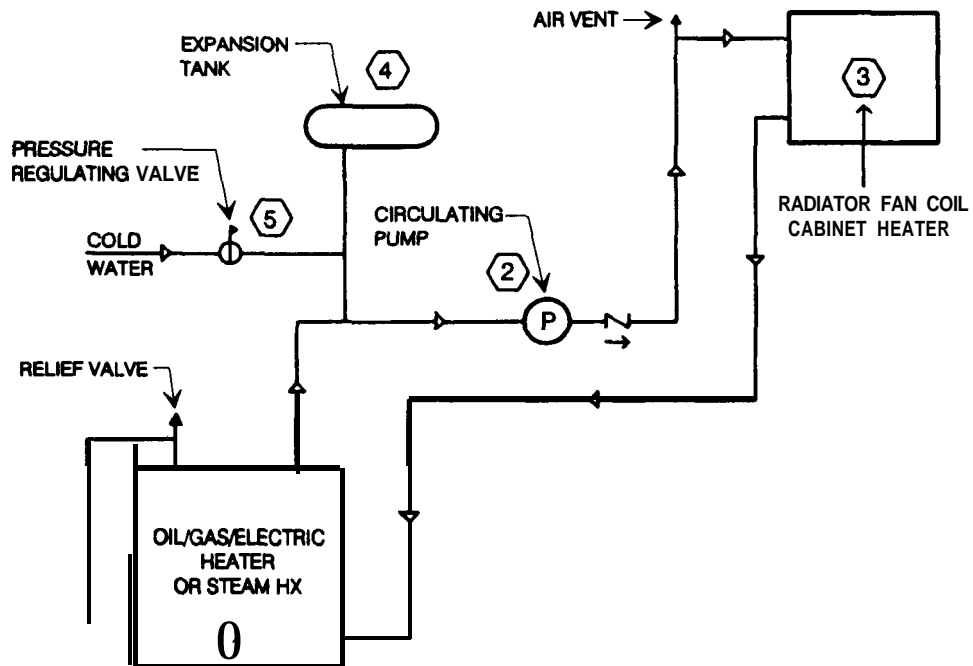 AIR VENT
EXPANSION
TANK
4
3
PRESSURE
REGULATING VALVE
5
CIRCULATING
PUMP
RADIATOR FAN COIL
CABINET HEATER
COLD
WATER
2
P
RELIEF VALVE
OIL/GAS/ELECTRIC
HEATER
OR STEAM HX
0